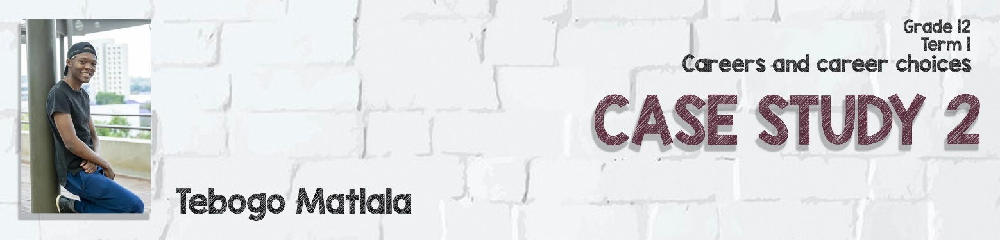 Grade 12
Term 1
Careers and career choices
CASE STUDY 2
Tebogo Matlala